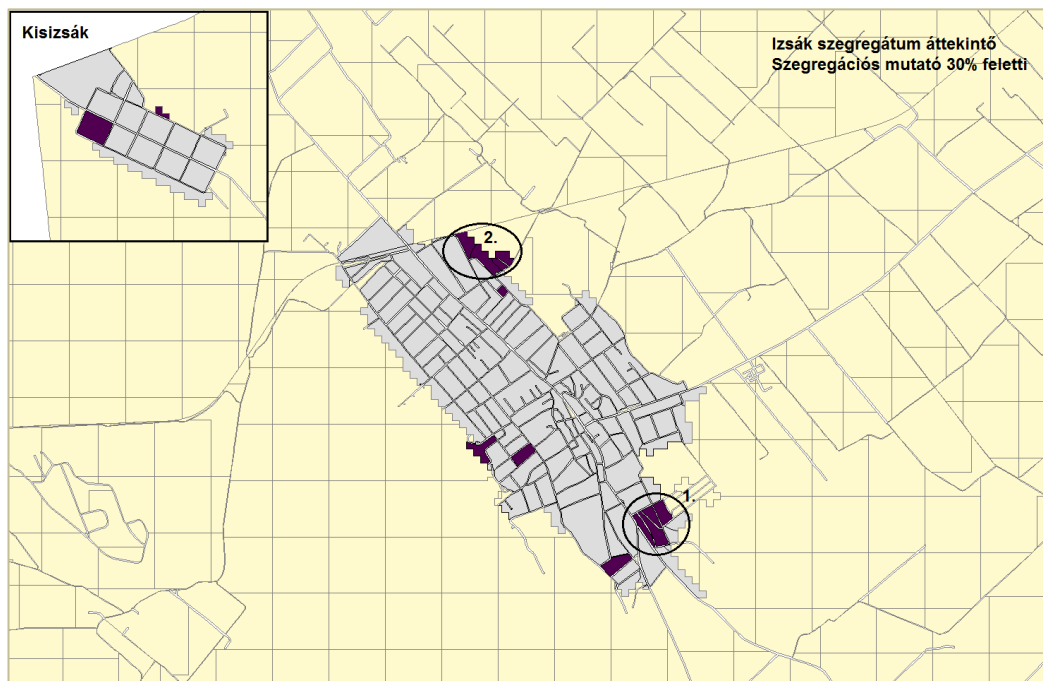 Kisizsák
Izsák szegregátum áttekintő
Szegregációs mutató 30% feletti
2.
1.